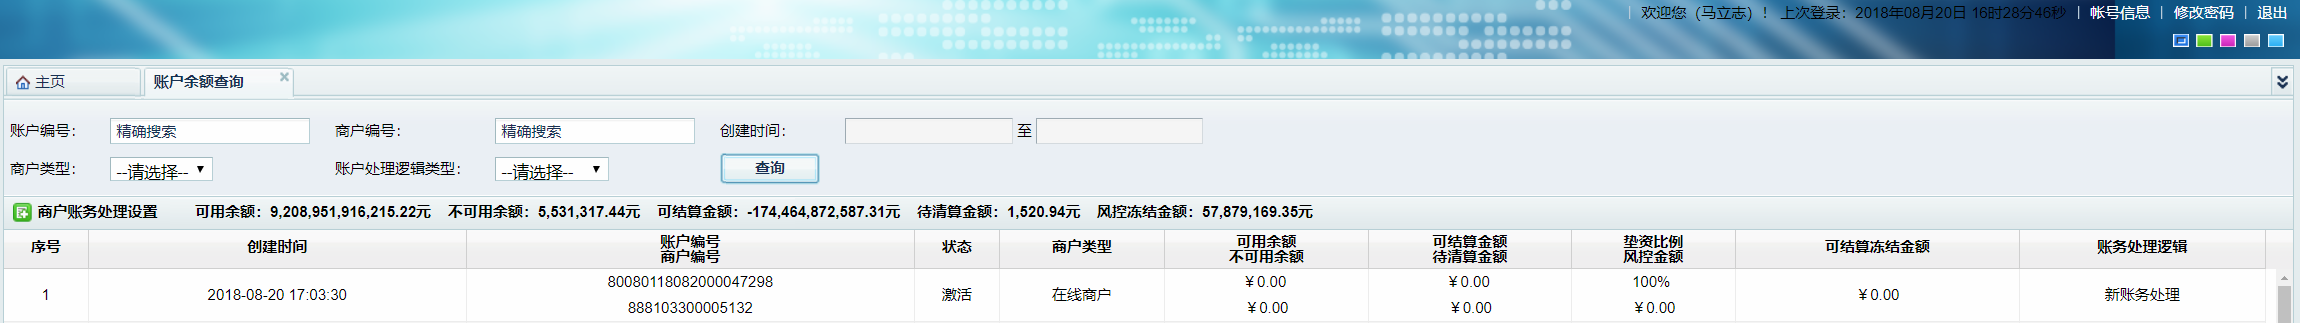 欢迎您（马立志）！ 上次登录：2018年08月20日 16时28分46秒 | 帐号信息 | 修改密码 | 退出
主页 账户余额查询
账户编号： 精确搜索 商户编号： 精确搜索 创建时间： 至
商户类型： --请选择-- 账户处理逻辑类型： --请选择-- 查询
商户账务处理设置 可用余额：9,208,951,916,215.22元 不可用余额：5,531,317.44元 可结算金额：-174,464,872,587.31元 待清算金额：1,520.94元 风控冻结金额：57,879,169.35元
序号 创建时间 账户编号 状态 商户类型 可用余额 可结算金额 垫资比例 可结算冻结金额 账务处理逻辑
商户编号 不可用余额 待清算金额 风控金额
1 2018-08-20 17:03:30 80080118082000047298 激活 在线商户 ￥0.00 ￥0.00 100% ￥0.00 新账务处理
888103300005132 ￥0.00 ￥0.00 ￥0.00